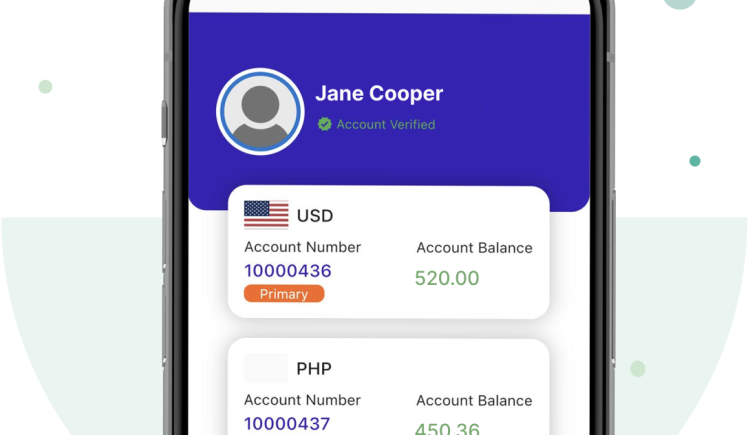 Jane Cooper
Account Verified
USD
Account Number Account Balance
10000436 520.00
Primary
PHP
Account Number Account Balance
10000437 450.36